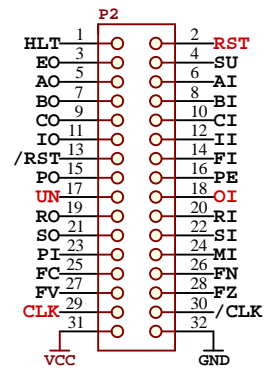 P2
HLT 1 2 RST
EO 3 4 SU
AO 5 6 AI
BO 7 8 BI
CO 9 10 CI
IO 11 12 II
/RST 13 14 FI
PO 15 16 PE
UN 17 18 OI
RO 19 20 RI
SO 21 22 SI
PI 23 24 MI
FC 25 26 FN
FV 27 28 FZ
CLK 29 30 /CLK
31 32
VCC GND